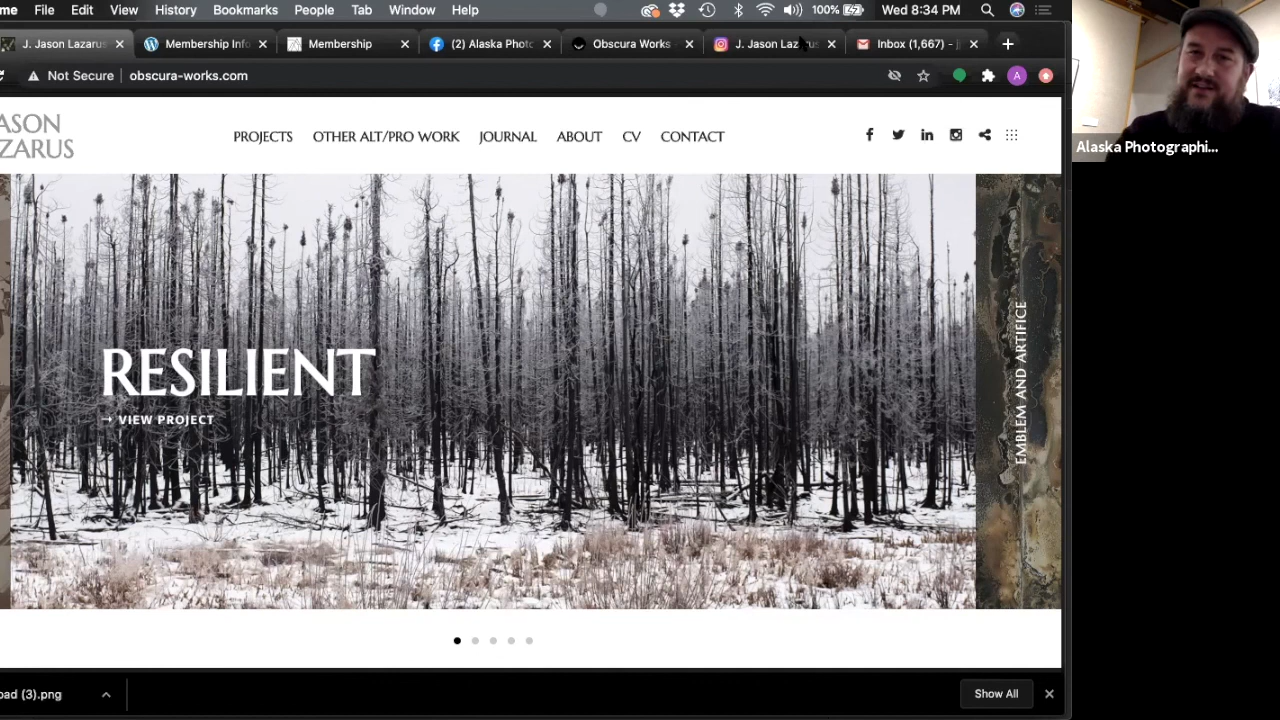 me File Edit View History Bookmarks People Tab Window Help 100% Wed 8:34 PM
J. Jason Lazarus Membership Info Membership (2) Alaska Photo Obscura Works - J. Jason Lazarus Inbox (1,667) -
Not Secure obscura-works.com A
Alaska Photographi...
ASON
ZARUS
PROJECTS OTHER ALT/PRO WORK JOURNAL ABOUT CV CONTACT
RESILIENT
→ VIEW PROJECT
EMBLEM AND ARTIFICE
oad (3).png Show All